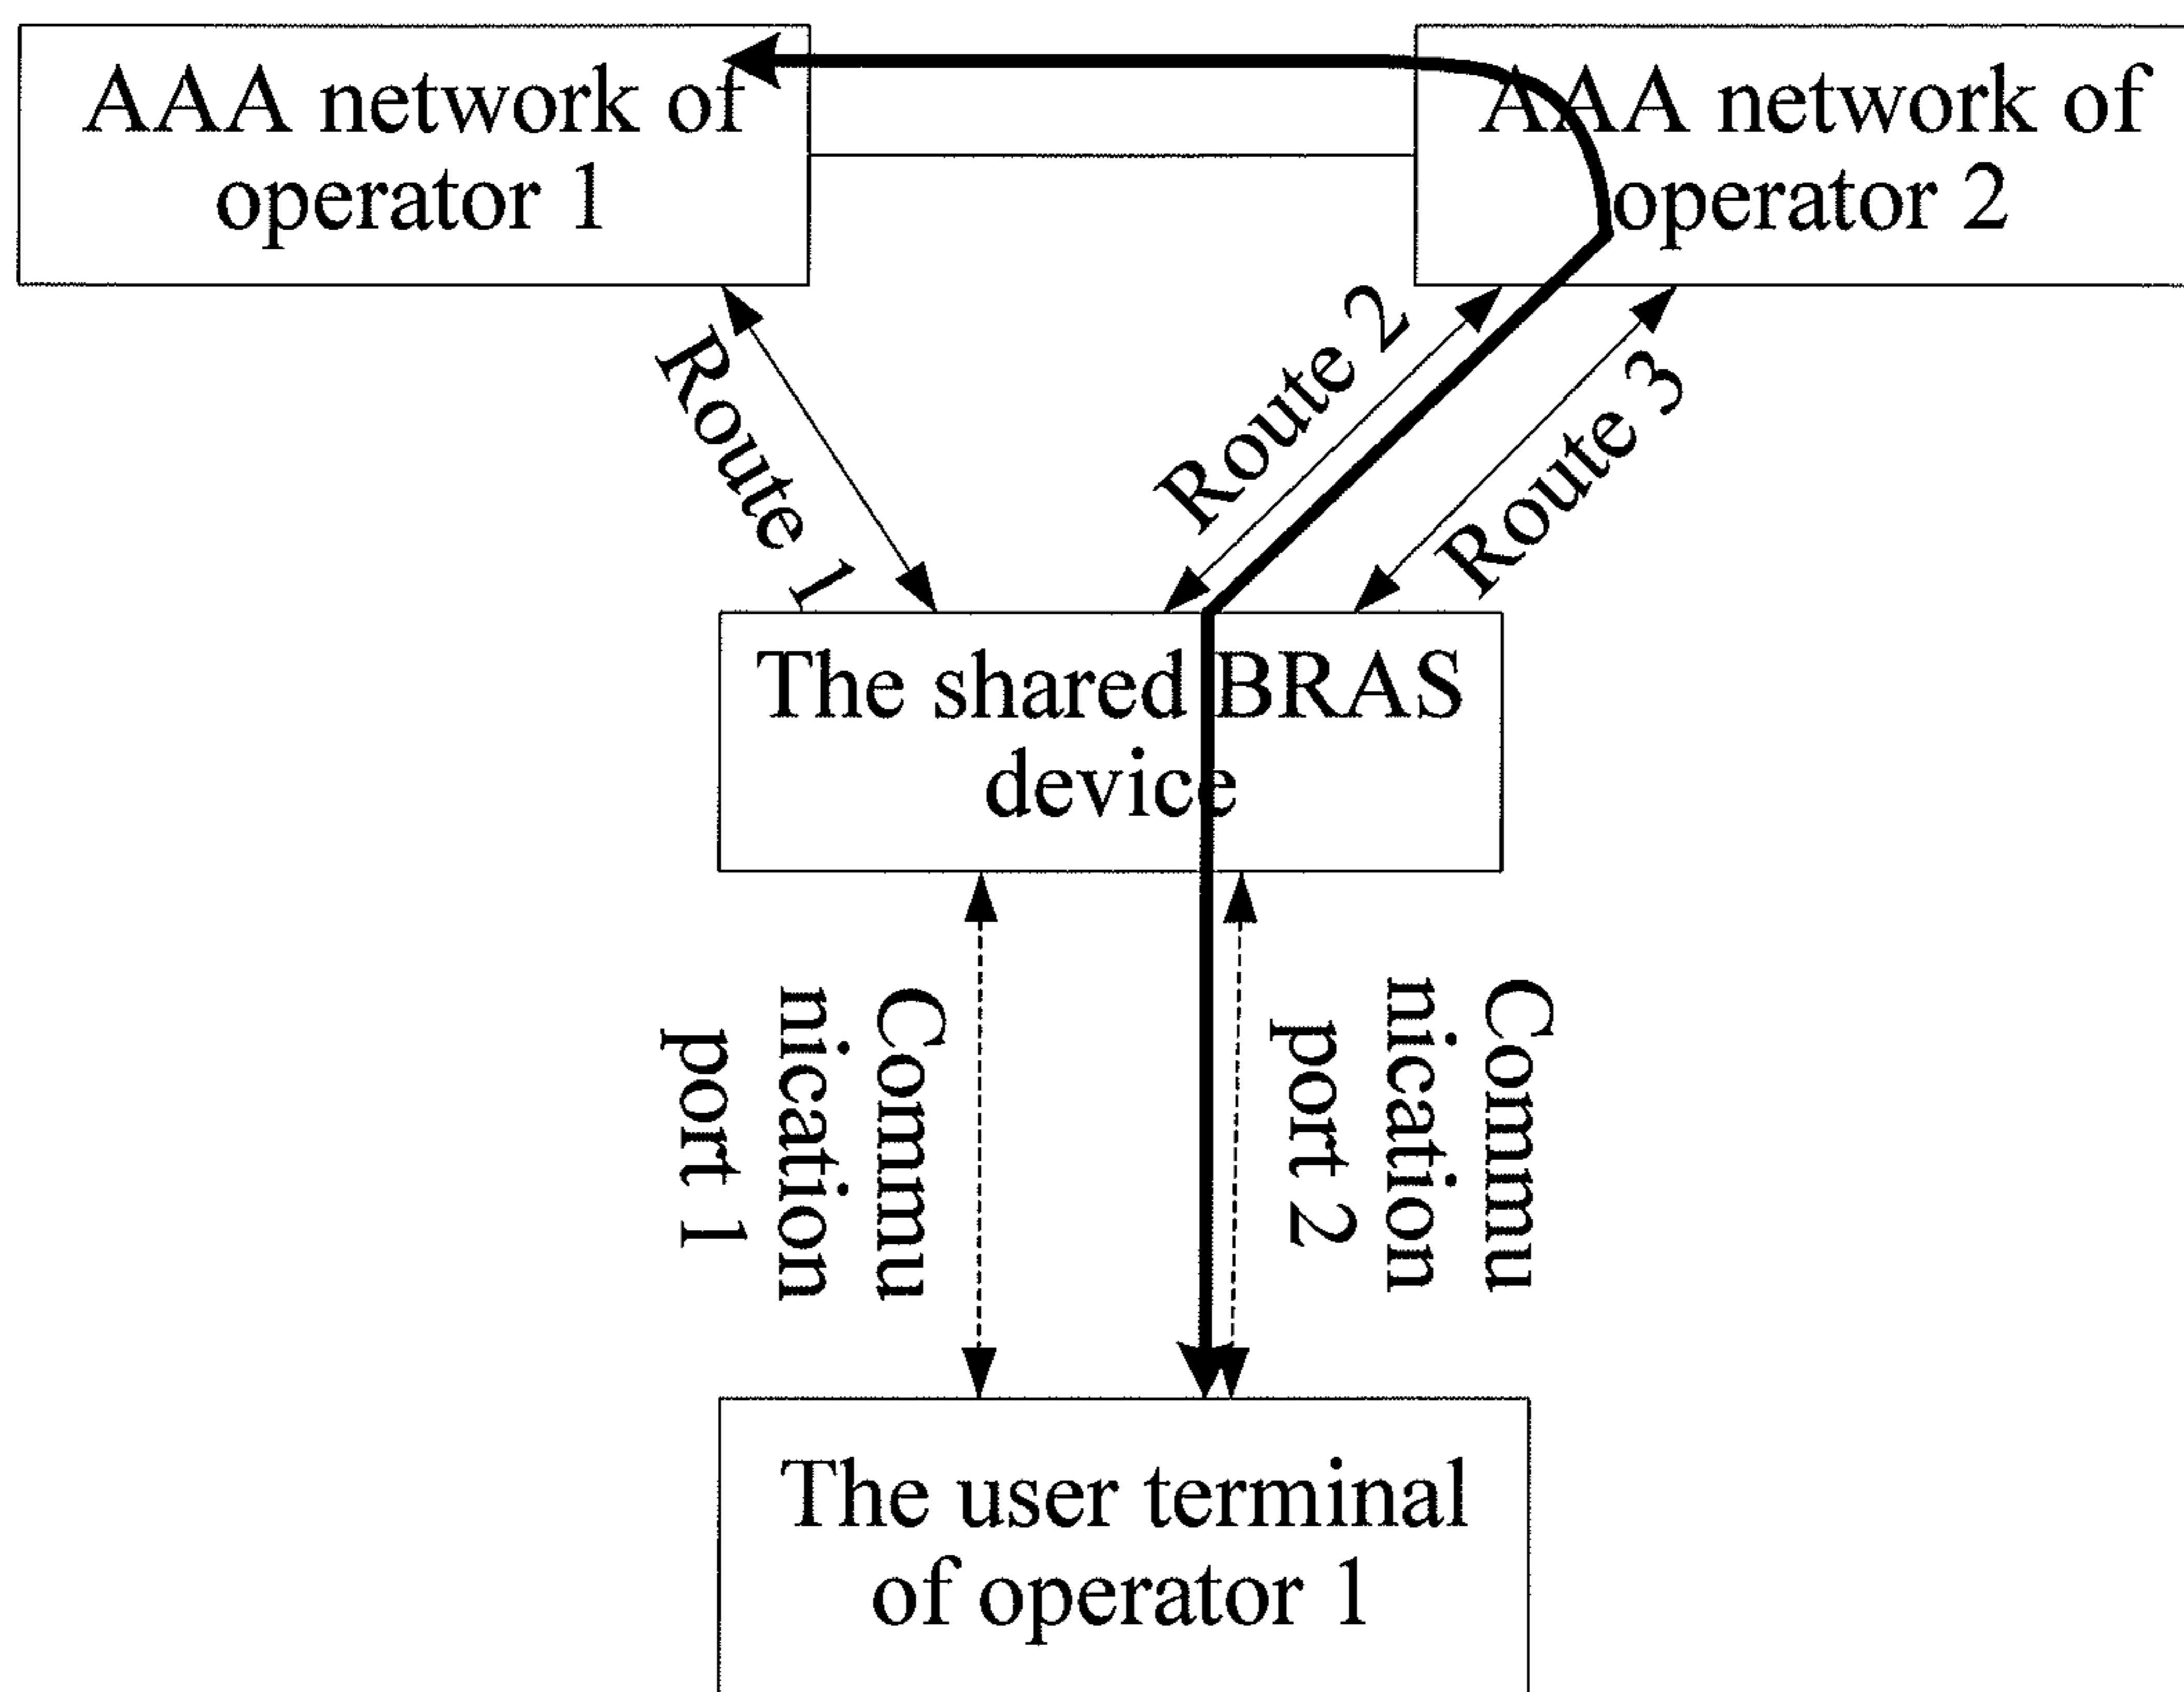 AAA network of
operator 1
AAA network of
operator 2
Route 1
Route 2
Route 3
The shared BRAS
device
Commu
nication
port 1
Commu
nication
port 2
The user terminal
of operator 1